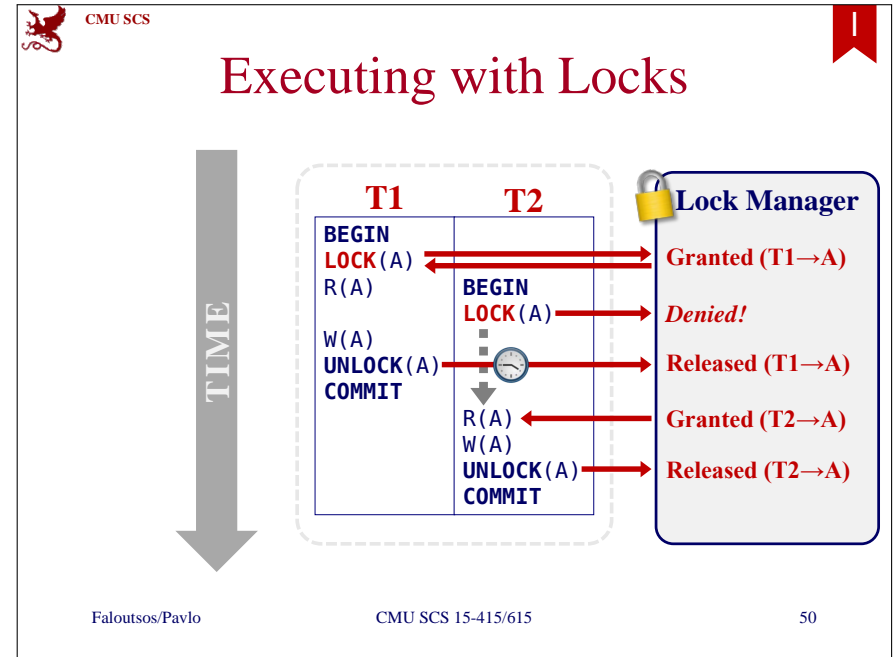 CMU SCS
I
Executing with Locks
TIME
T1
T2
BEGIN
LOCK(A)
R(A)
W(A)
UNLOCK(A)
COMMIT
BEGIN
LOCK(A)
R(A)
W(A)
UNLOCK(A)
COMMIT
Lock Manager
Granted (T1→A)
Denied!
Released (T1→A)
Granted (T2→A)
Released (T2→A)
Faloutsos/Pavlo
CMU SCS 15-415/615
50